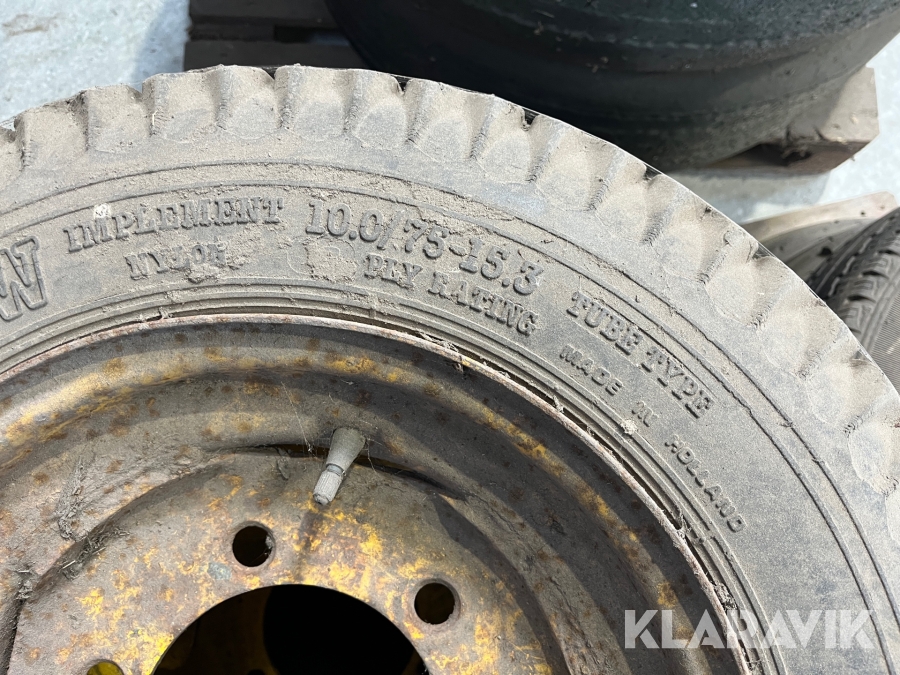 IMPLEMENT
NYLON
10.0/75-15.3
PLY RATING
TUBE TYPE
MADE IN HOLLAND
KLARAVIK